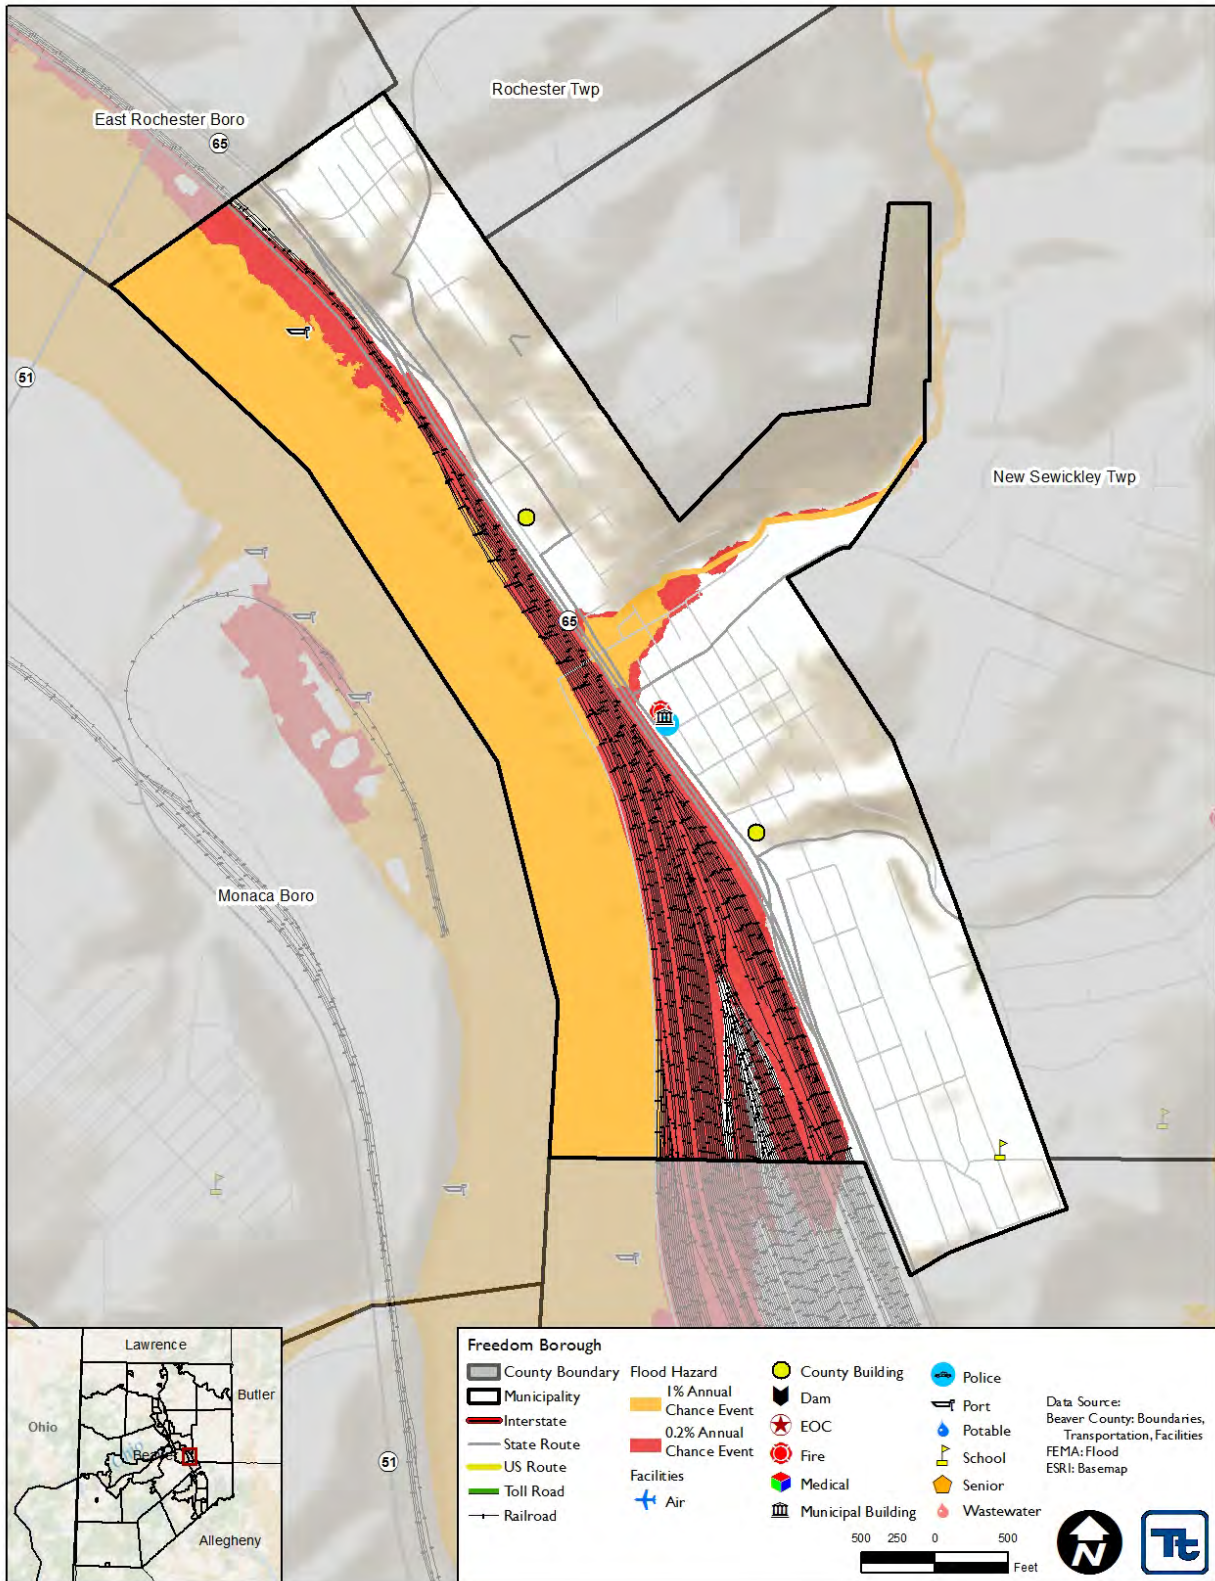 Rochester Twp
East Rochester Boro
65
51
New Sewickley Twp
65
Monaca Boro
51
Lawrence
Butler
Ohio
Ohio
Beaver
Allegheny
Freedom Borough
County Boundary
Municipality
Interstate
State Route
US Route
Toll Road
Railroad
Flood Hazard
1% Annual
Chance Event
0.2% Annual
Chance Event
Facilities
Air
County Building
Dam
EOC
Fire
Medical
Municipal Building
Police
Port
Potable
School
Senior
Wastewater
Data Source:
Beaver County: Boundaries,
Transportation, Facilities
FEMA: Flood
ESRI: Basemap
500 250 0 500
Feet
N
Tt